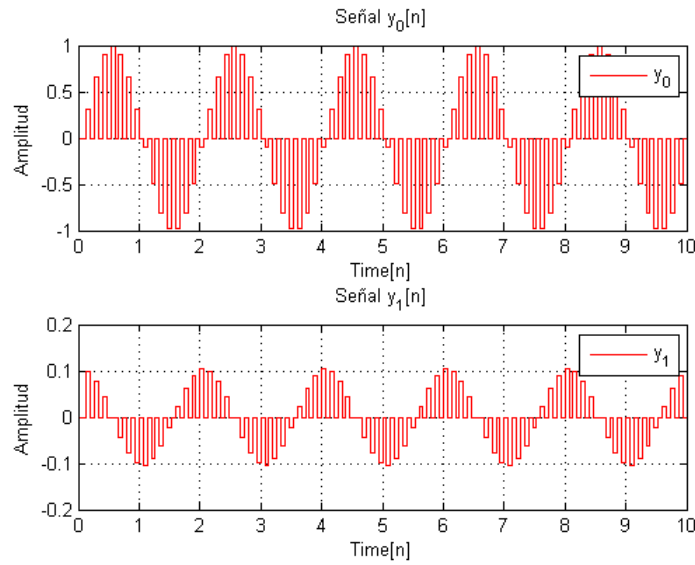 Señal y0[n]
1
0.5
0
-0.5
-1
Amplitud
y0
0 1 2 3 4 5 6 7 8 9 10
Time[n]
Señal y1[n]
0.2
0.1
0
-0.1
-0.2
Amplitud
y1
0 1 2 3 4 5 6 7 8 9 10
Time[n]